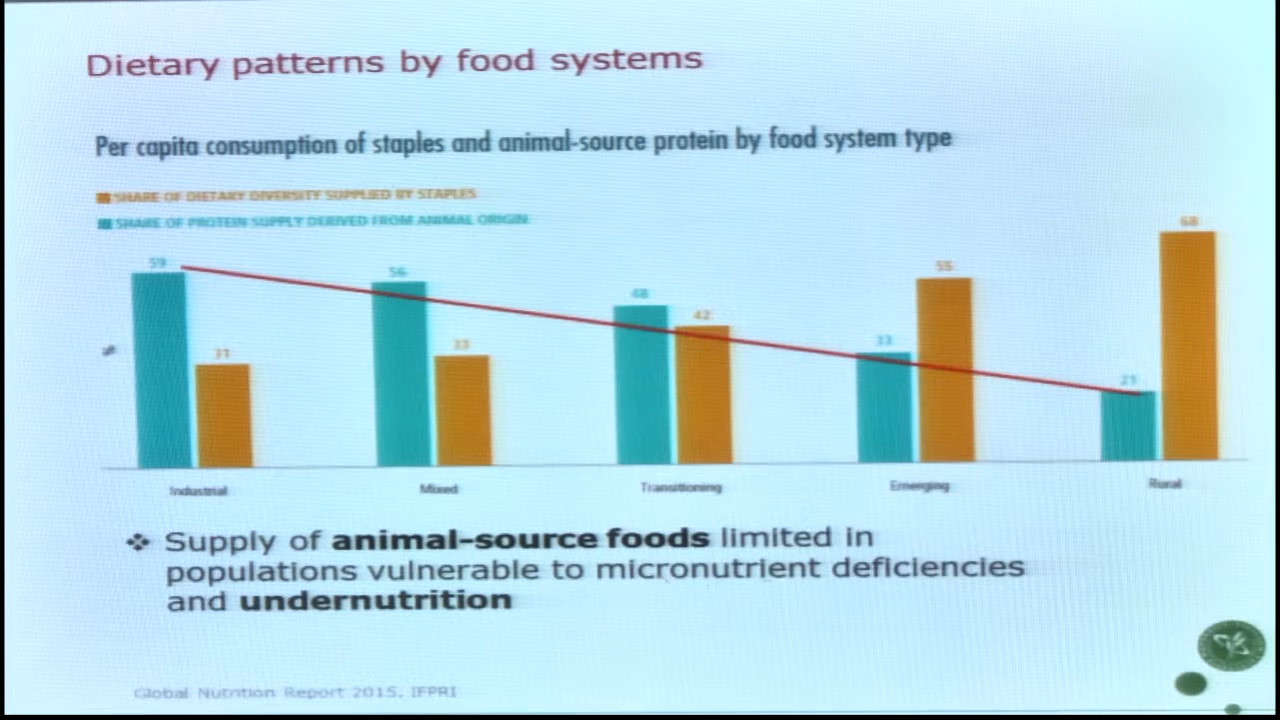 Dietary patterns by food systems
Per capita consumption of staples and animal-source protein by food system type
SHARE OF DIETARY DIVERSITY SUPPLIED BY STAPLES
SHARE OF PROTEIN SUPPLY DERIVED FROM ANIMAL ORIGIN
59 31 56 33 48 42 33 55 21 68
%
Industrial Mixed Transitioning Emerging Rural
❖ Supply of animal-source foods limited in
populations vulnerable to micronutrient deficiencies
and undernutrition
Global Nutrition Report 2015, IFPRI